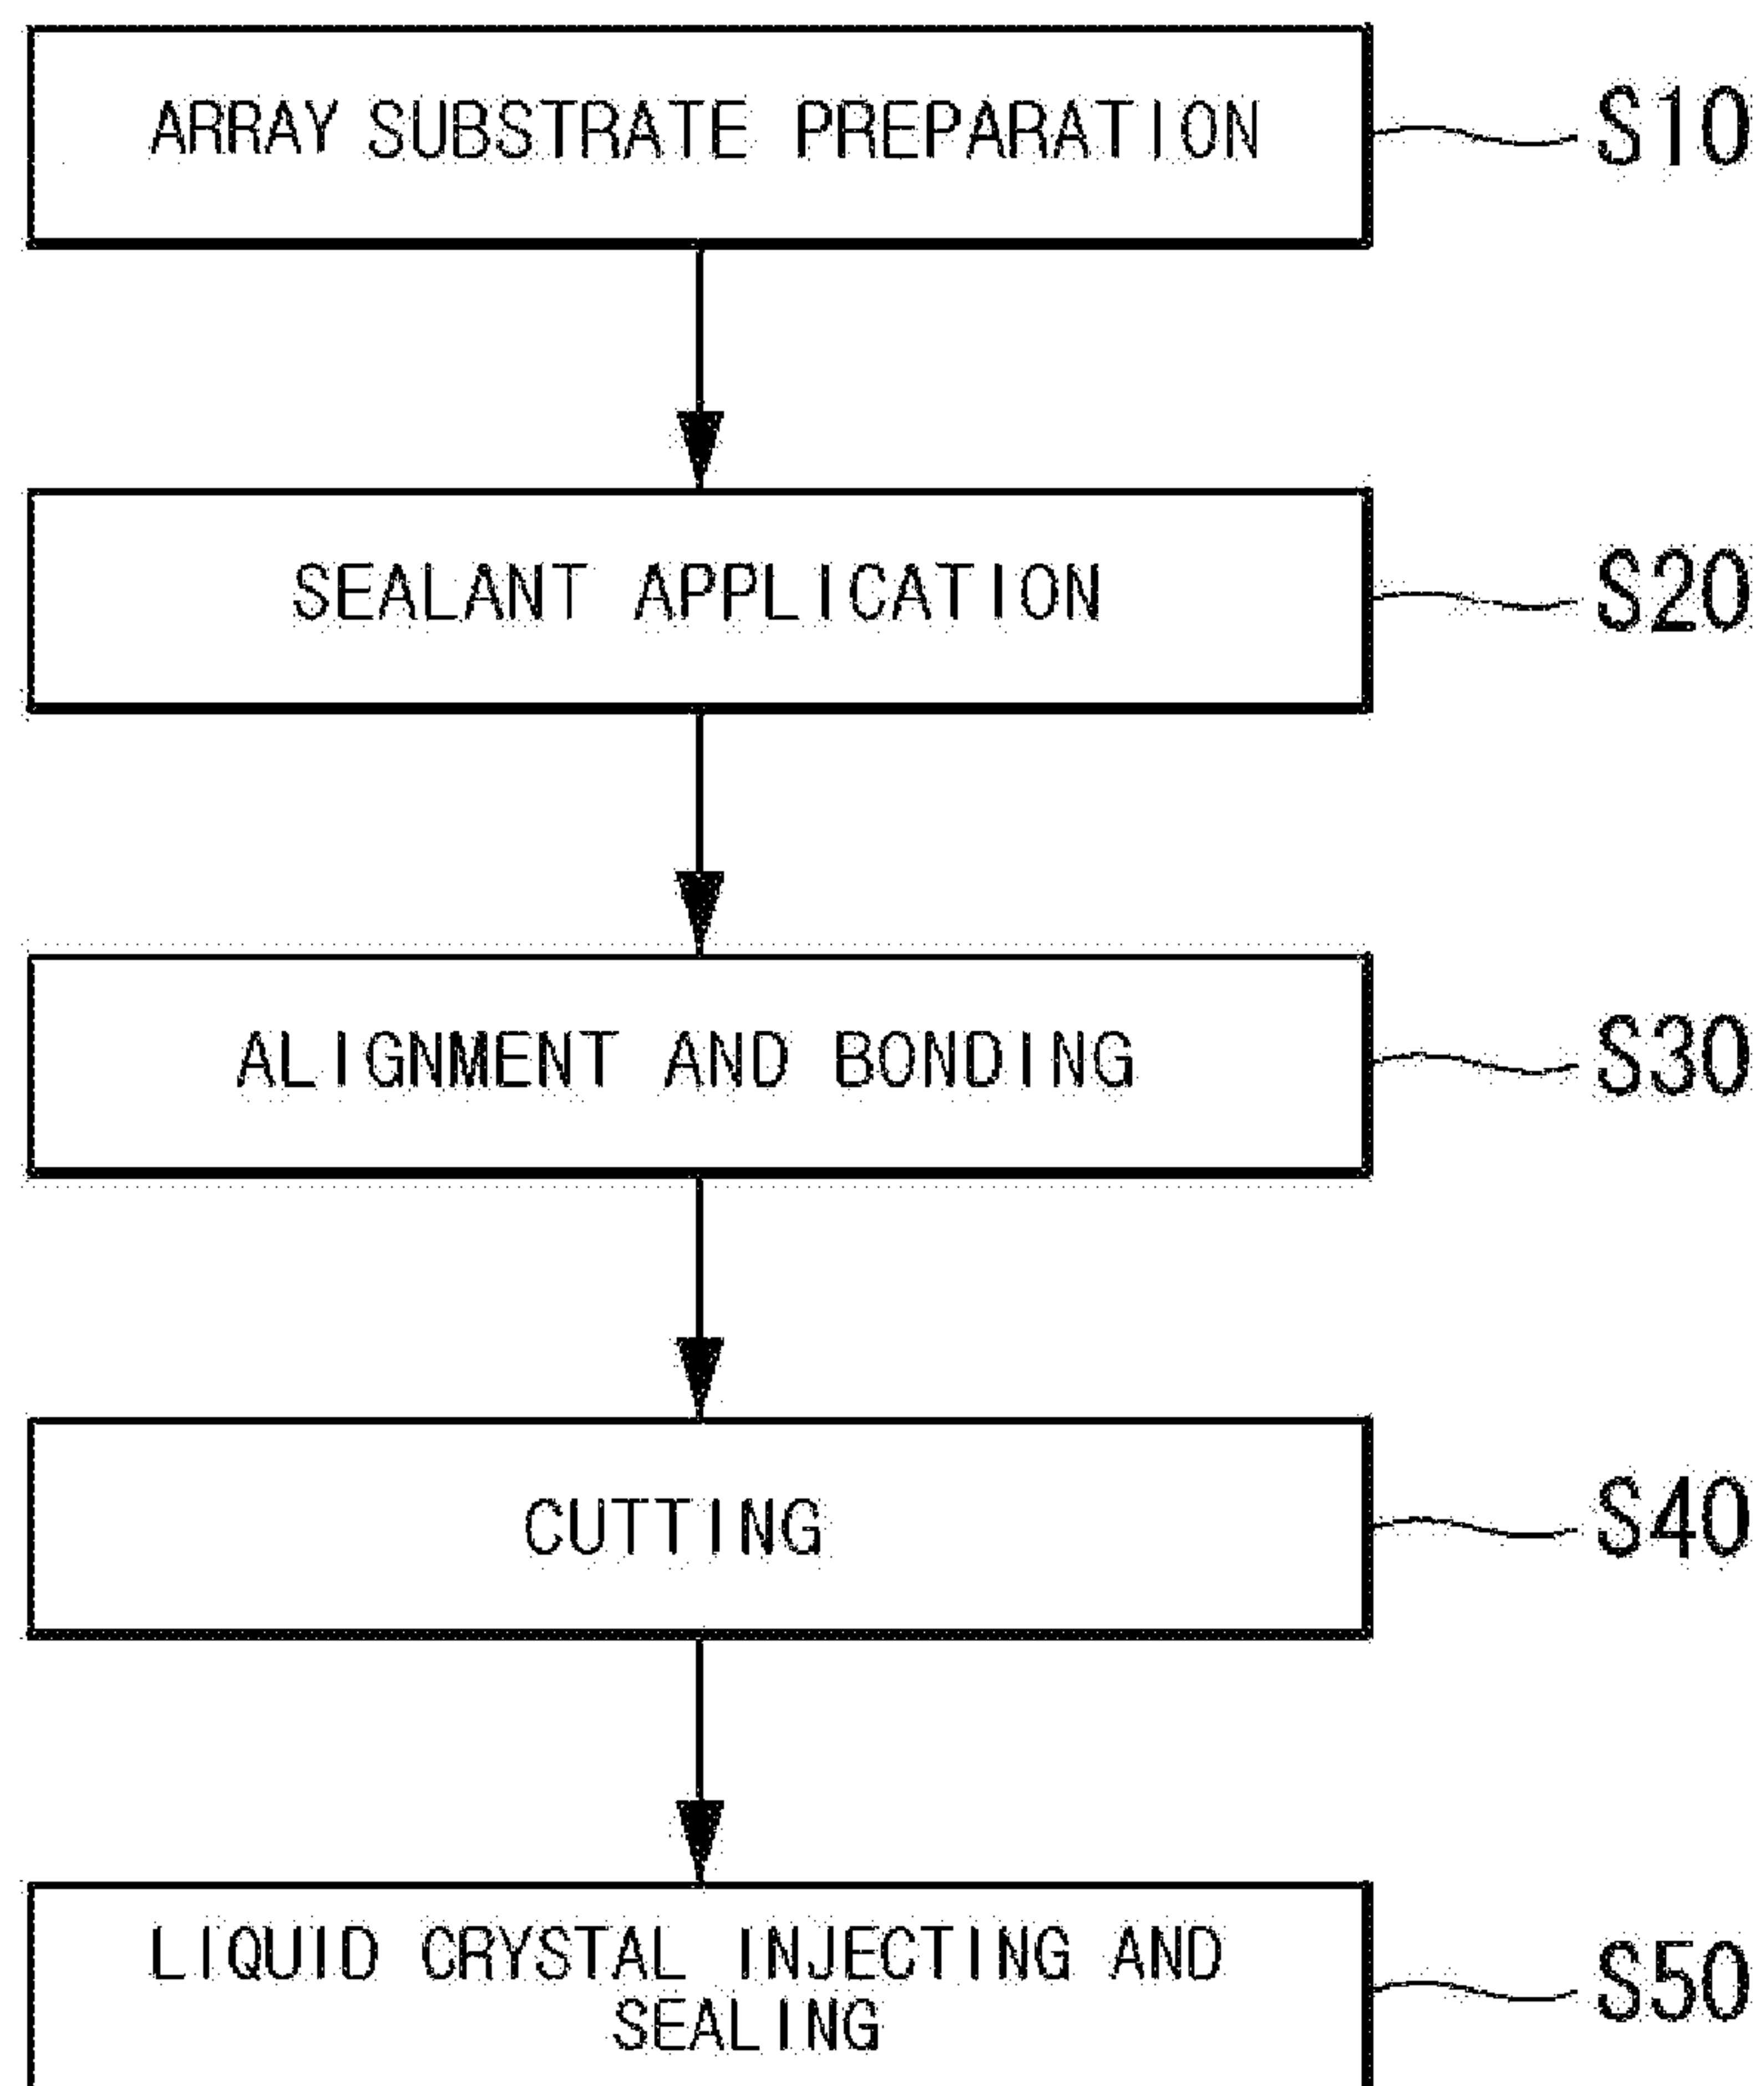 ARRAY SUBSTRATE PREPARATION
S10
SEALANT APPLICATION
S20
ALIGNMENT AND BONDING
S30
CUTTING
S40
LIQUID CRYSTAL INJECTING AND
SEALING
S50